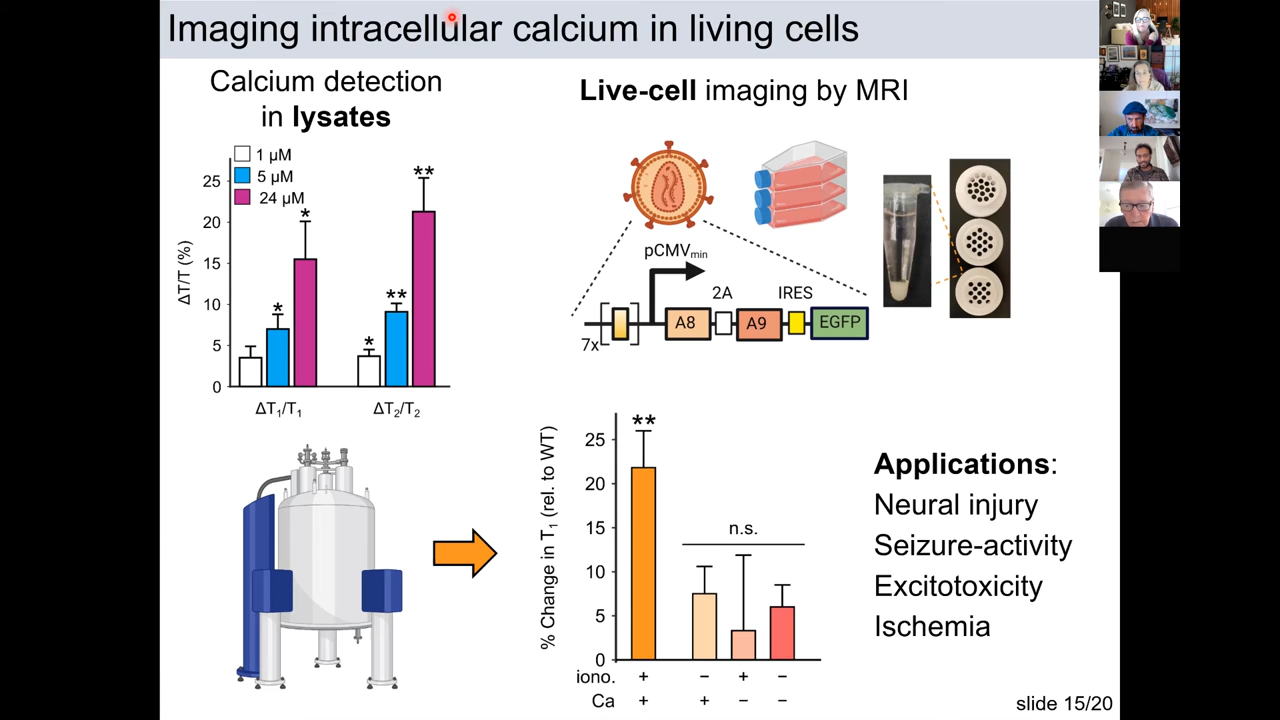 Imaging intracellular calcium in living cells
Calcium detection
in lysates
1 µM
5 µM
24 µM
ΔT/T (%)
25
20
15
10
5
0
*
*
*
**
**
ΔT₁/T₁
ΔT₂/T₂
Live-cell imaging by MRI
pCMVmin
7x
A8
2A
A9
IRES
EGFP
% Change in T₁ (rel. to WT)
25
20
15
10
5
0
**
n.s.
iono. + – + –
Ca + + – –
Applications:
Neural injury
Seizure-activity
Excitotoxicity
Ischemia
slide 15/20